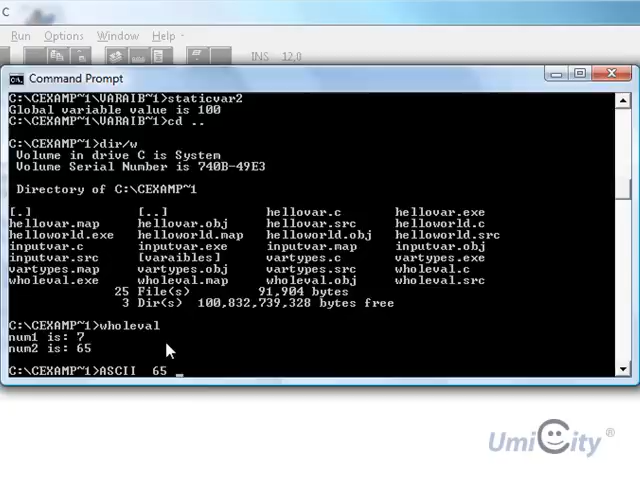 C
Run Options Window Help INS 12,8
Command Prompt
C:\CEXAMP~1\VARAIB~1>staticvar2
Global variable value is 100
C:\CEXAMP~1\VARAIB~1>cd ..
C:\CEXAMP~1>dir/w
Volume in drive C is System
Volume Serial Number is 740B-49E3
Directory of C:\CEXAMP~1
[.] [..] hellovar.c hellovar.exe
hellovar.map hellovar.obj hellovar.src helloworld.c
helloworld.exe helloworld.map helloworld.obj helloworld.src
inputvar.c inputvar.exe inputvar.map inputvar.obj
inputvar.src [varaibles] vartypes.c vartypes.exe
vartypes.map vartypes.obj vartypes.src wholeval.c
wholeval.exe wholeval.map wholeval.obj wholeval.src
25 File(s) 91,904 bytes
3 Dir(s) 100,832,739,328 bytes free
C:\CEXAMP~1>wholeval
num1 is: 7
num2 is: 65
C:\CEXAMP~1>ASCII 65 _
UmiCity ®